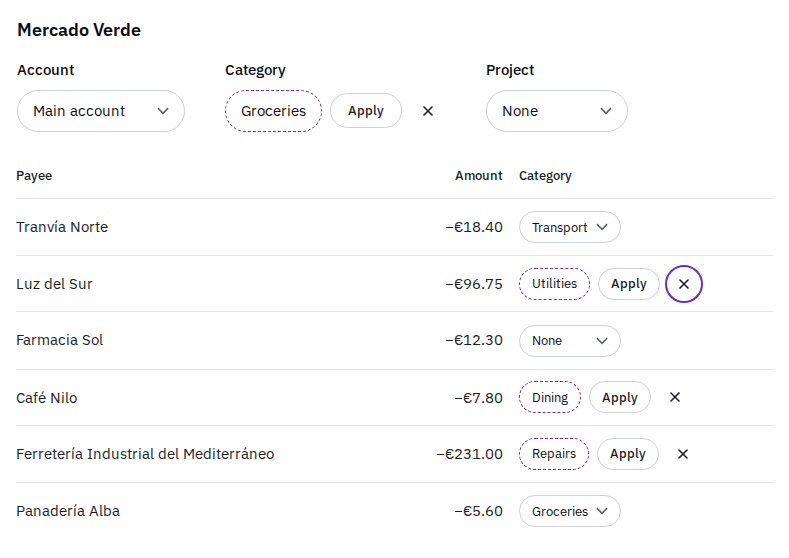 Mercado Verde
Account Category Project
Main account Groceries Apply None
Payee Amount Category
Tranvía Norte −€18.40 Transport
Luz del Sur −€96.75 Utilities Apply
Farmacia Sol −€12.30 None
Café Nilo −€7.80 Dining Apply
Ferretería Industrial del Mediterráneo −€231.00 Repairs Apply
Panadería Alba −€5.60 Groceries